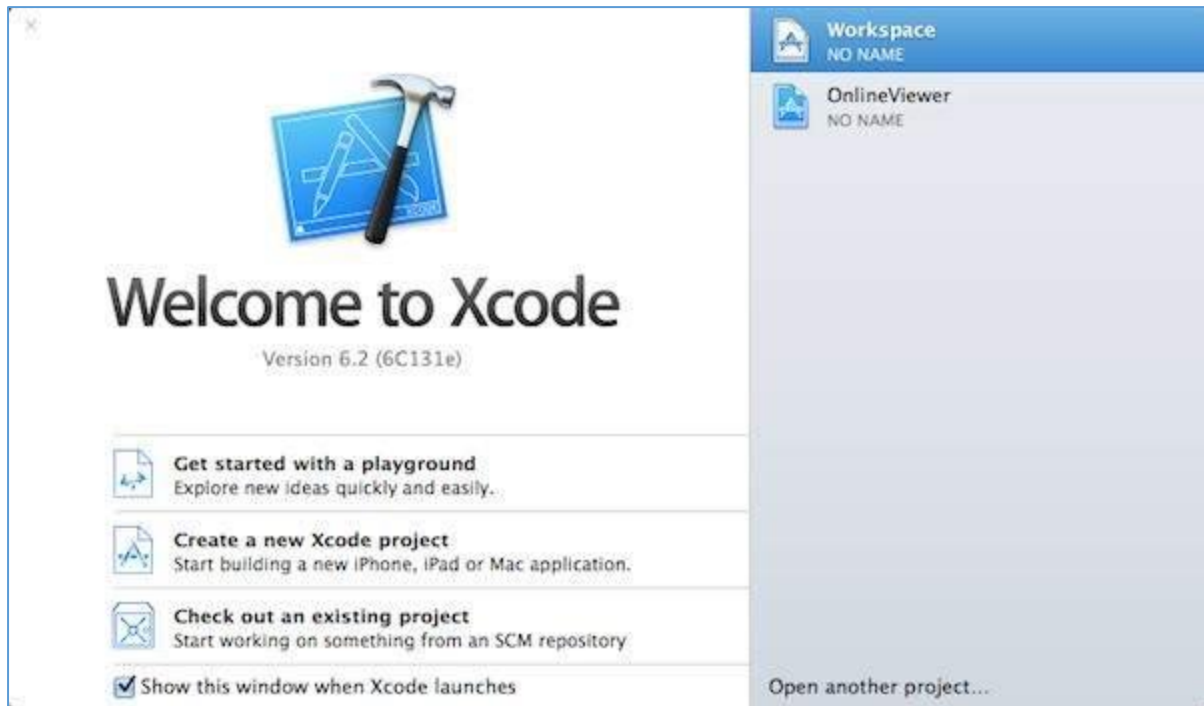 Welcome to Xcode
Version 6.2 (6C131e)
Get started with a playground
Explore new ideas quickly and easily.
Create a new Xcode project
Start building a new iPhone, iPad or Mac application.
Check out an existing project
Start working on something from an SCM repository
Show this window when Xcode launches
Workspace
NO NAME
OnlineViewer
NO NAME
Open another project...